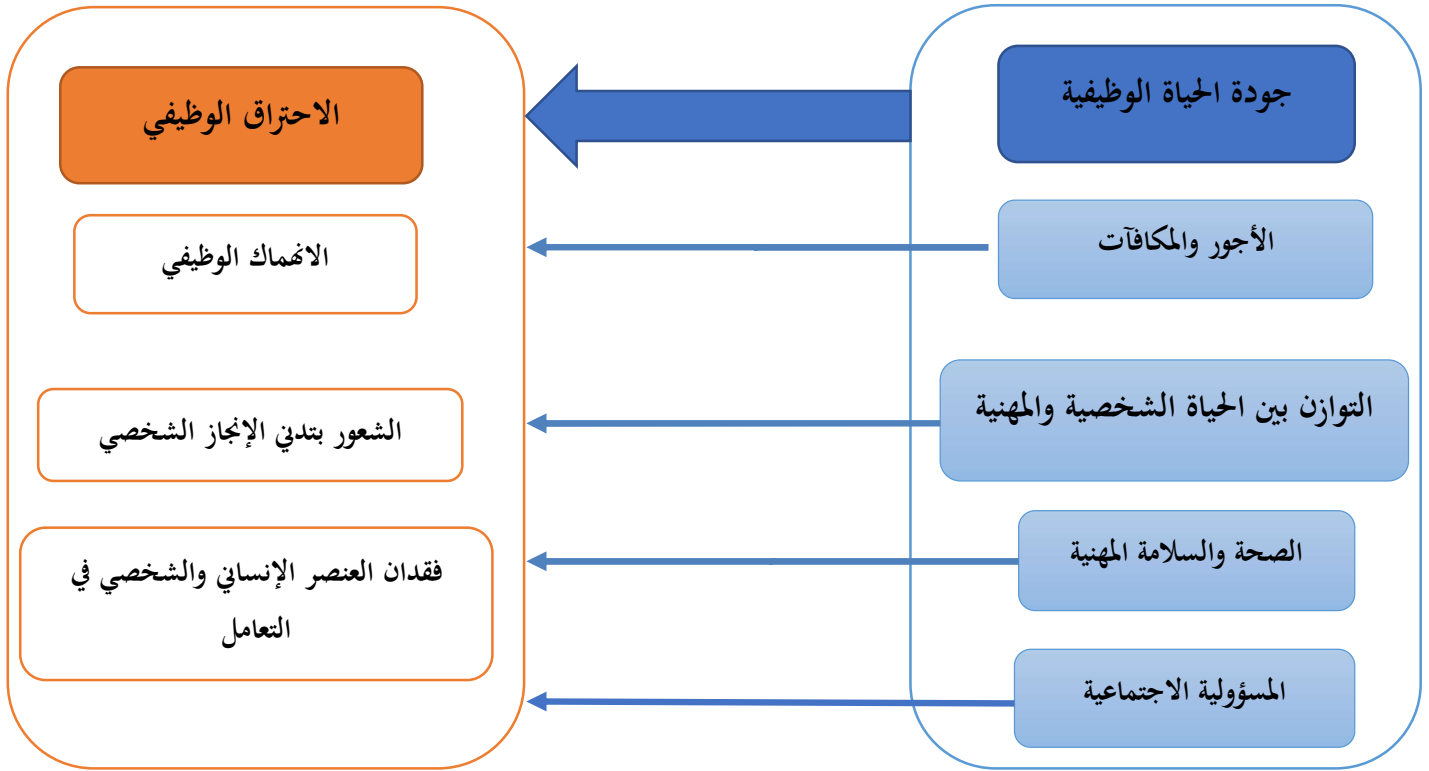 جودة الحياة الوظيفية
الأجور والمكافآت
التوازن بين الحياة الشخصية والمهنية
الصحة والسلامة المهنية
المسؤولية الاجتماعية
الاحتراق الوظيفي
الانهماك الوظيفي
الشعور بتدني الإنجاز الشخصي
فقدان العنصر الإنساني والشخصي في
التعامل